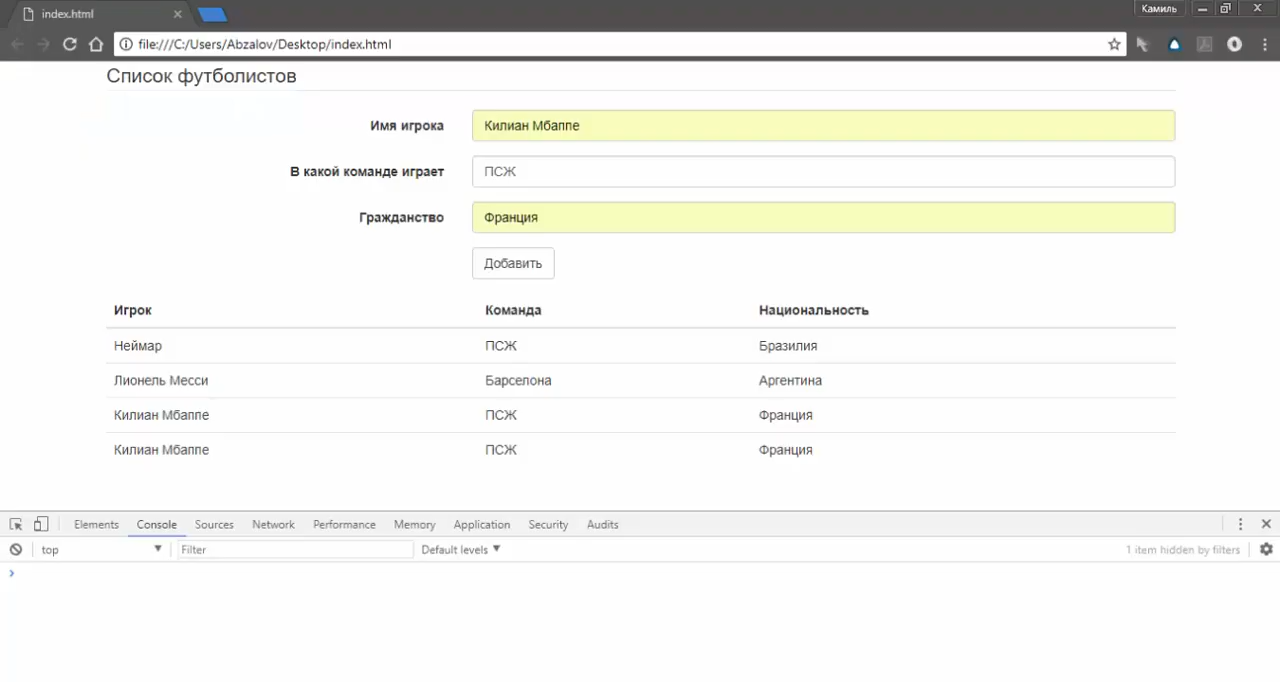 index.html
Камиль
file:///C:/Users/Abzalov/Desktop/index.html
Список футболистов
Имя игрока Килиан Мбаппе
В какой команде играет ПСЖ
Гражданство Франция
Добавить
Игрок Команда Национальность
Неймар ПСЖ Бразилия
Лионель Месси Барселона Аргентина
Килиан Мбаппе ПСЖ Франция
Килиан Мбаппе ПСЖ Франция
Elements Console Sources Network Performance Memory Application Security Audits
top Filter Default levels 1 item hidden by filters